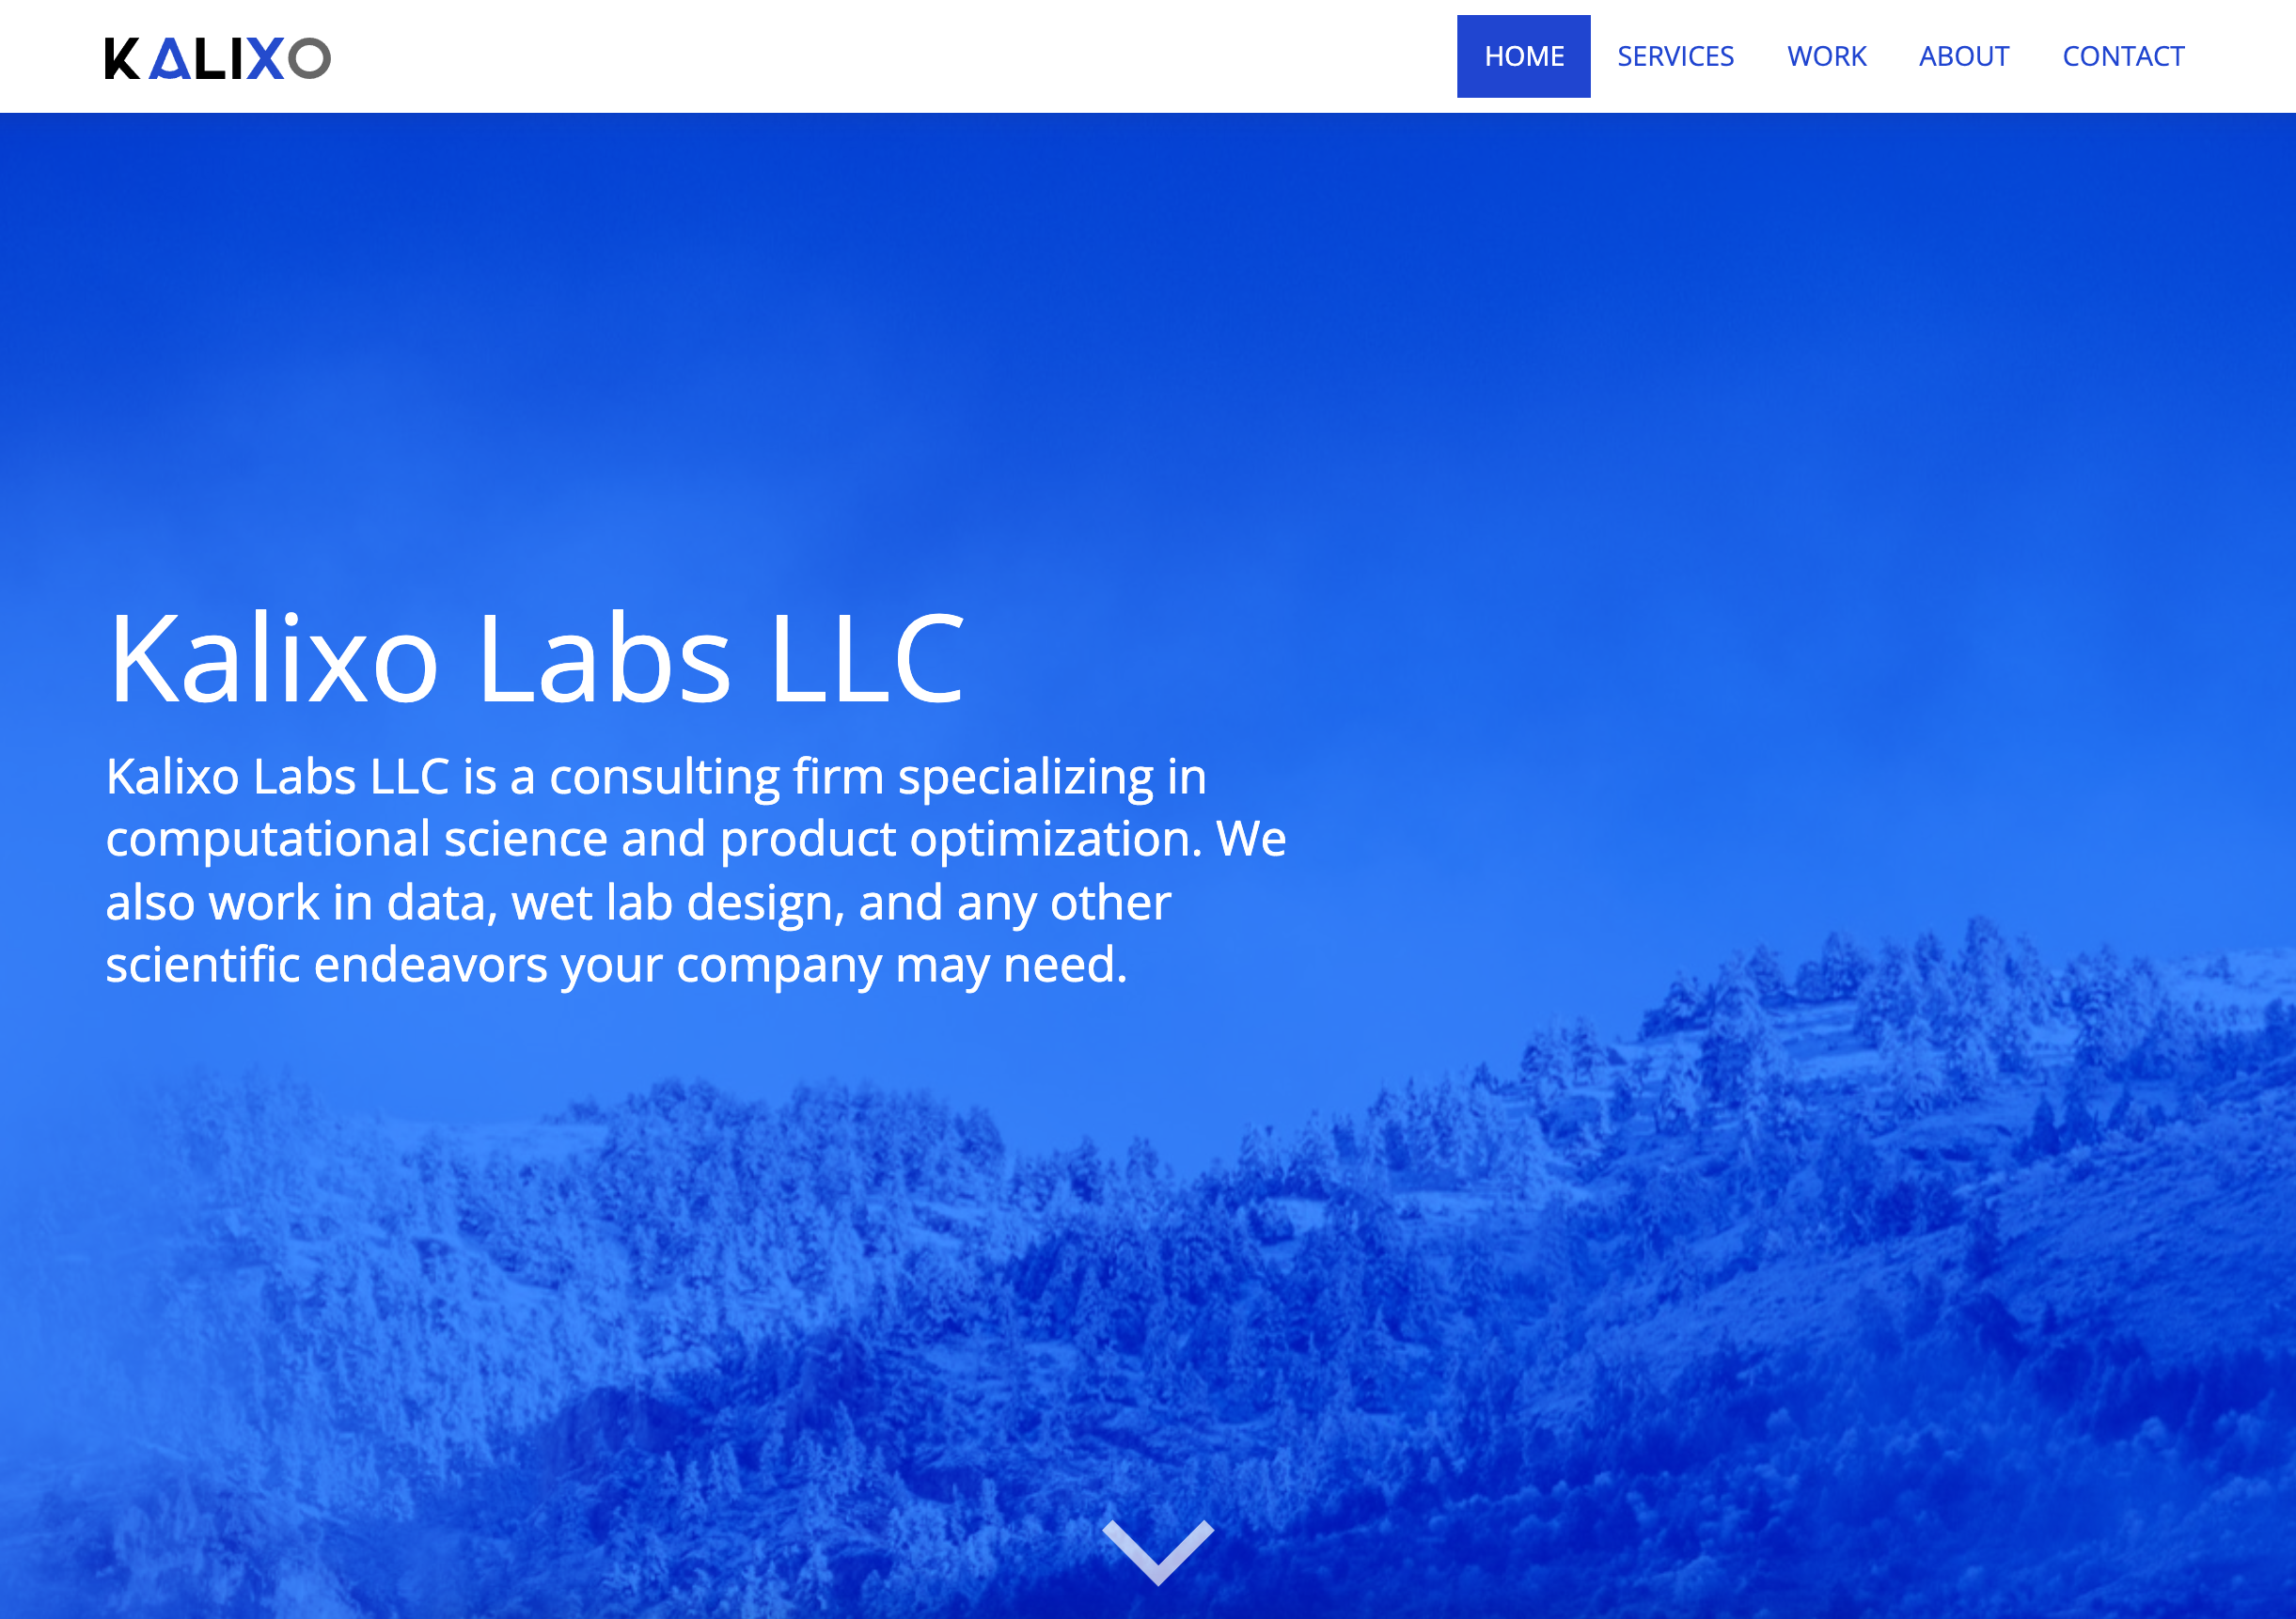 KALIXO
HOME SERVICES WORK ABOUT CONTACT
Kalixo Labs LLC
Kalixo Labs LLC is a consulting firm specializing in
computational science and product optimization. We
also work in data, wet lab design, and any other
scientific endeavors your company may need.